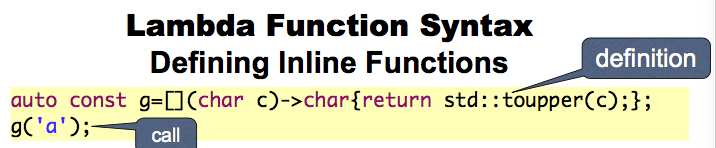 Lambda Function Syntax
Defining Inline Functions
definition
auto const g=[](char c)->char{return std::toupper(c);};
g('a');
call